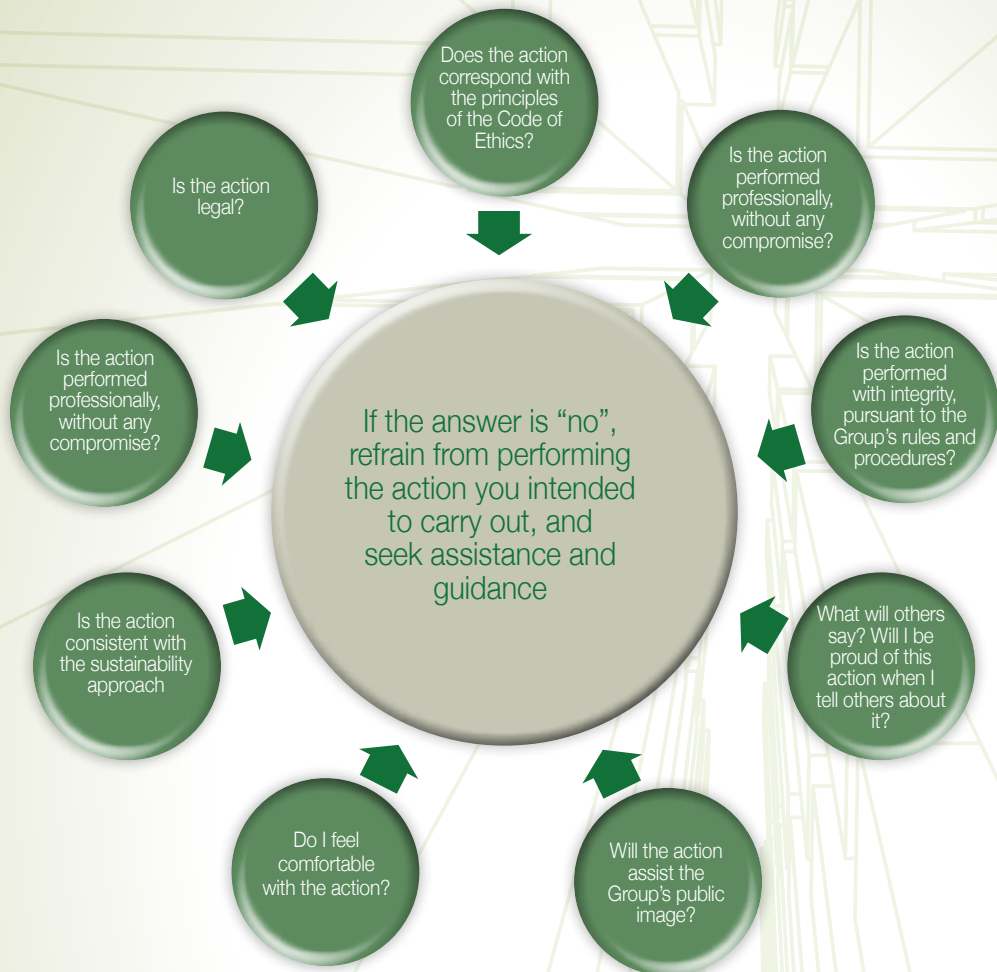 Does the action
correspond with
the principles
of the Code of
Ethics?
Is the action
performed
professionally,
without any
compromise?
Is the action
performed
with integrity,
pursuant to the
Group's rules and
procedures?
What will others
say? Will I be
proud of this
action when I
tell others about
it?
Will the action
assist the
Group's public
image?
Do I feel
comfortable
with the action?
Is the action
consistent with
the sustainability
approach
Is the action
performed
professionally,
without any
compromise?
Is the action
legal?
If the answer is “no”,
refrain from performing
the action you intended
to carry out, and
seek assistance and
guidance